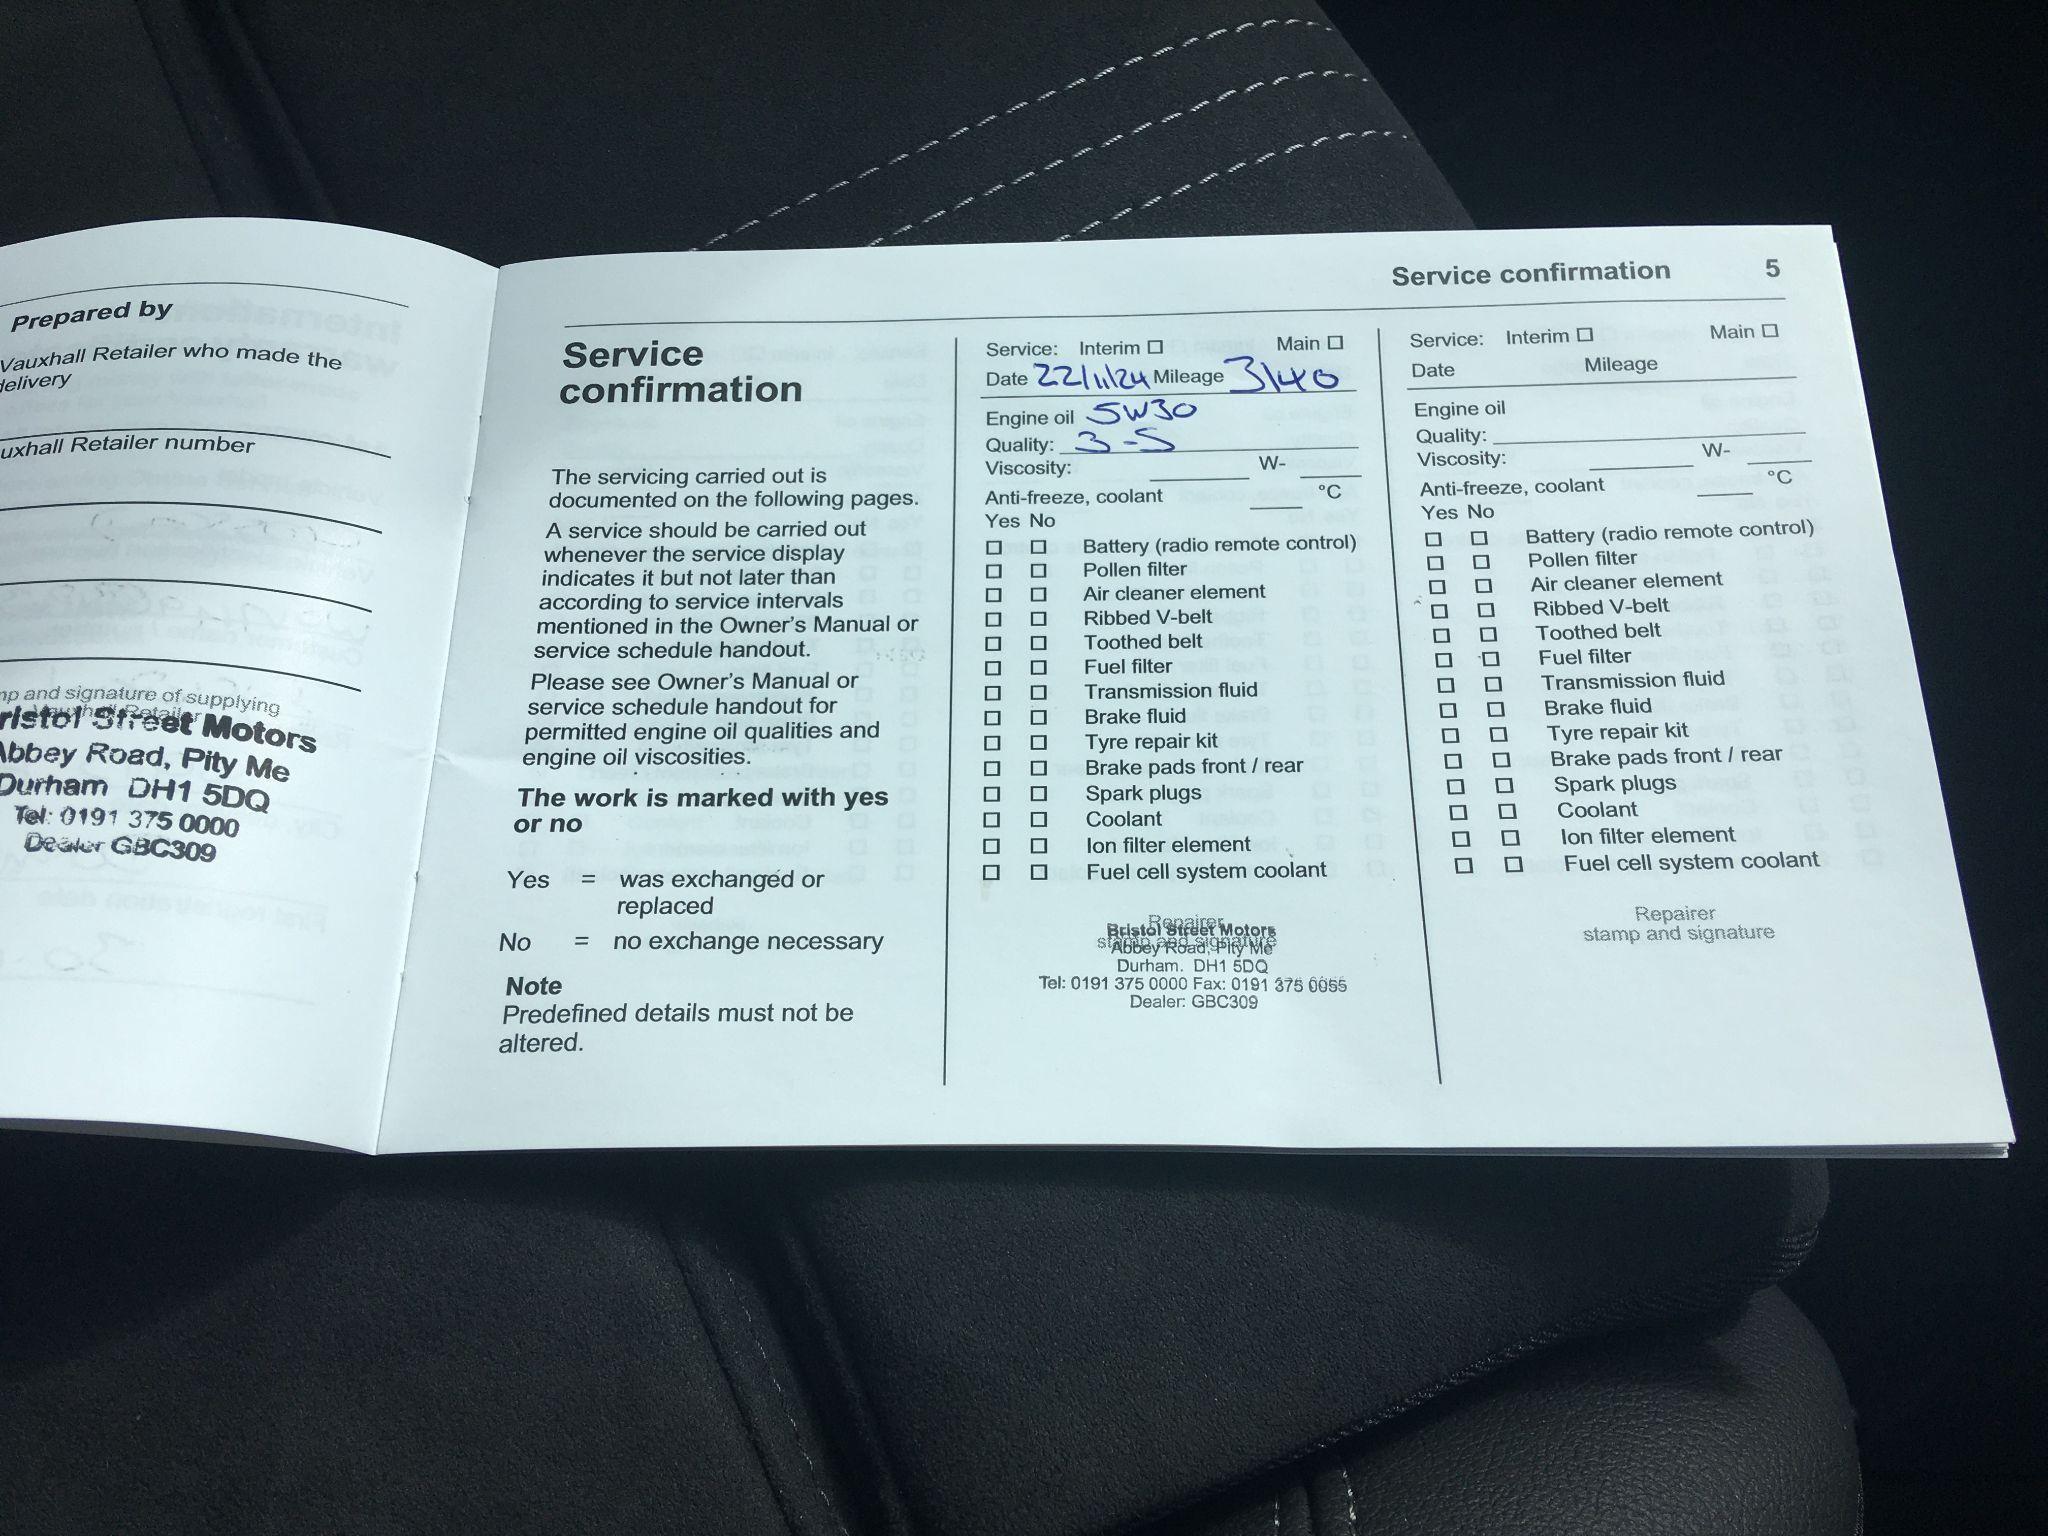 Prepared by
Vauxhall Retailer who made the
delivery
uxhall Retailer number
mp and signature of supplying
Vauxhall Retailer
ristol Street Motors
Abbey Road, Pity Me
Durham DH1 5DQ
Tel: 0191 375 0000
Dealer GBC309
Service confirmation 5
Service
confirmation
The servicing carried out is
documented on the following pages.
A service should be carried out
whenever the service display
indicates it but not later than
according to service intervals
mentioned in the Owner's Manual or
service schedule handout.
Please see Owner's Manual or
service schedule handout for
permitted engine oil qualities and
engine oil viscosities.
The work is marked with yes
or no
Yes = was exchanged or
replaced
No = no exchange necessary
Note
Predefined details must not be
altered.
Service: Interim Main
Date 22/11/24 Mileage 3140
Engine oil 5W30
Quality: 3-5
Viscosity: W-
Anti-freeze, coolant °C
Yes No
Battery (radio remote control)
Pollen filter
Air cleaner element
Ribbed V-belt
Toothed belt
Fuel filter
Transmission fluid
Brake fluid
Tyre repair kit
Brake pads front / rear
Spark plugs
Coolant
Ion filter element
Fuel cell system coolant
Repairer
stamp and signature
Bristol Street Motors
Abbey Road, Pity Me
Durham. DH1 5DQ
Tel: 0191 375 0000 Fax: 0191 375 0055
Dealer: GBC309
Service: Interim Main
Date Mileage
Engine oil
Quality:
Viscosity: W-
Anti-freeze, coolant °C
Yes No
Battery (radio remote control)
Pollen filter
Air cleaner element
Ribbed V-belt
Toothed belt
Fuel filter
Transmission fluid
Brake fluid
Tyre repair kit
Brake pads front / rear
Spark plugs
Coolant
Ion filter element
Fuel cell system coolant
Repairer
stamp and signature